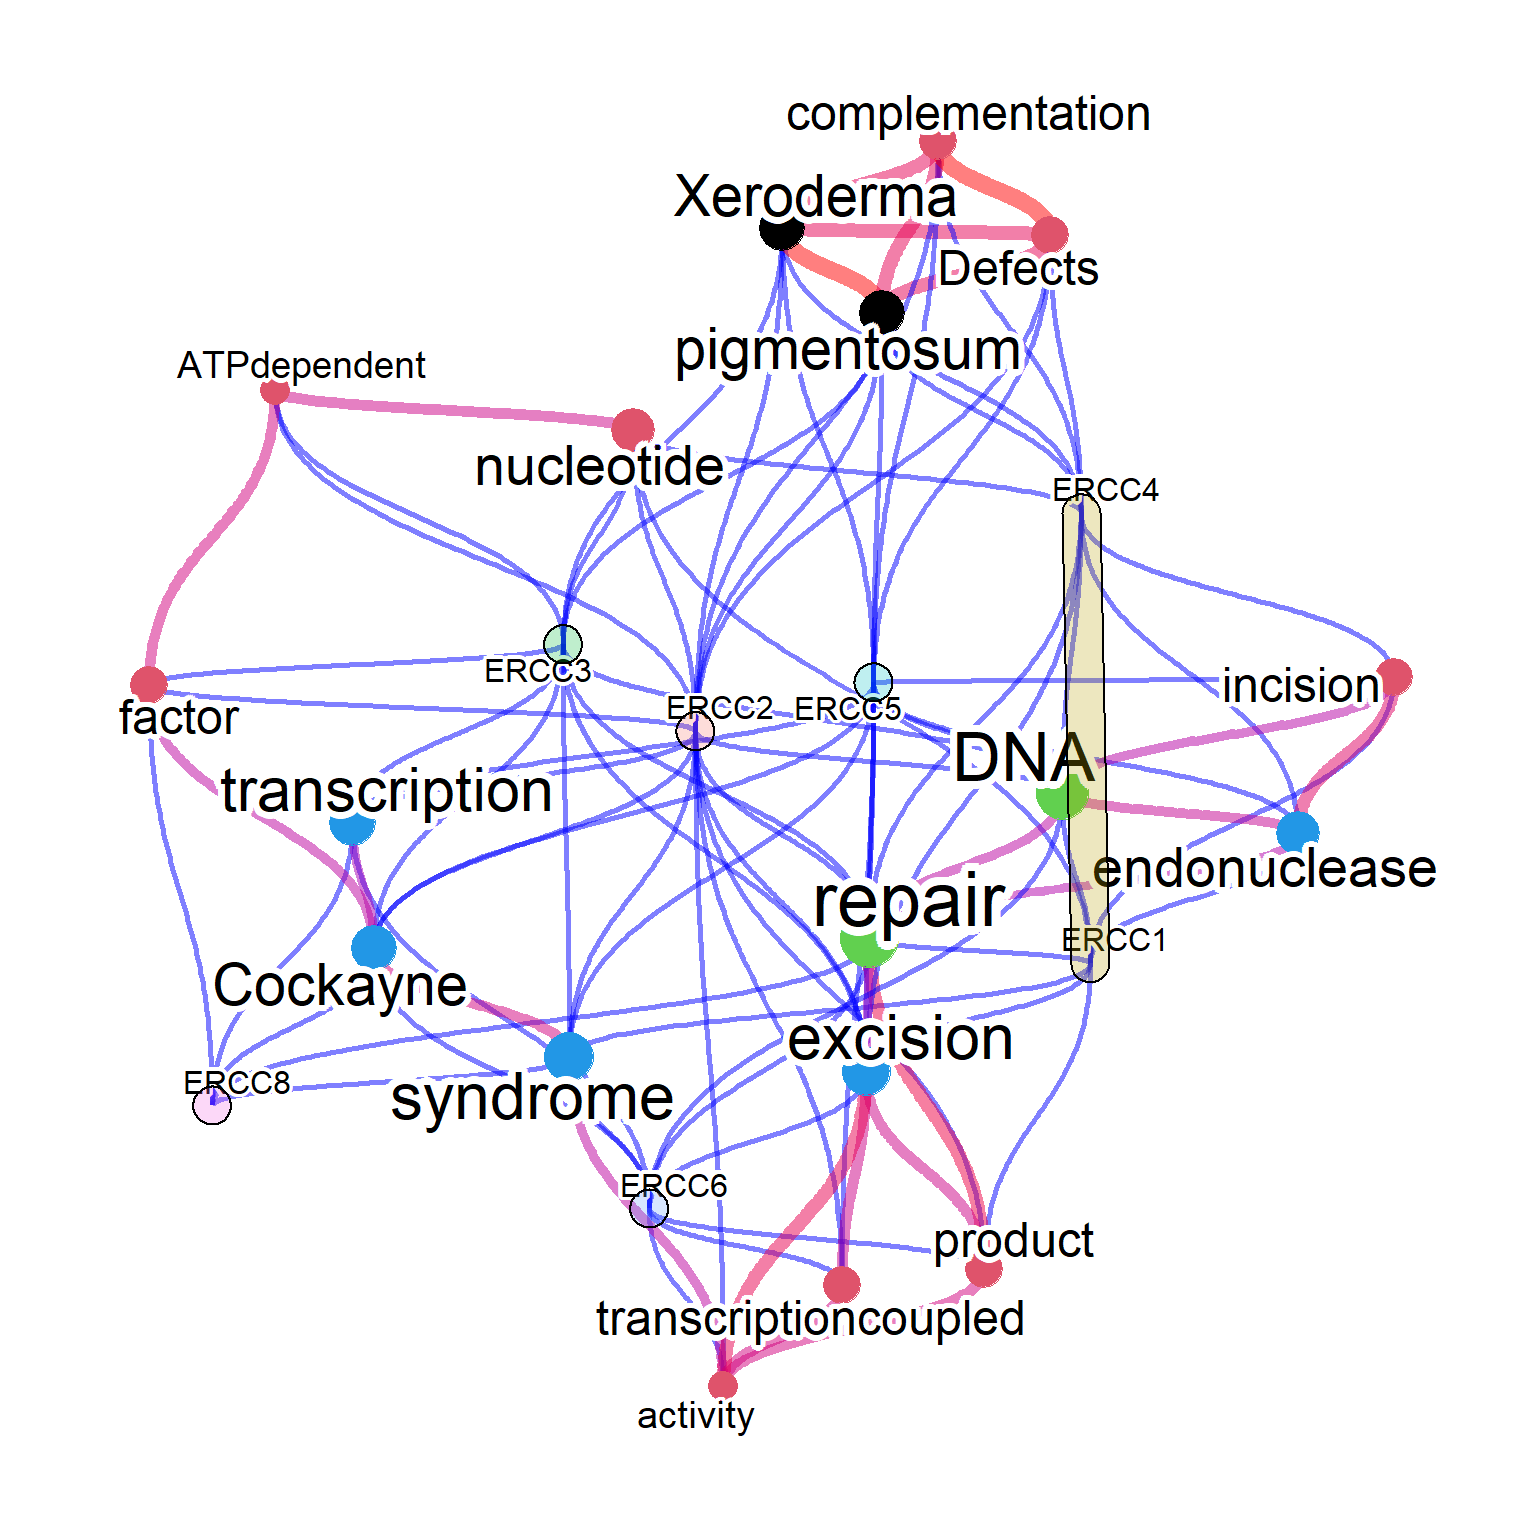 complementation
Xeroderma
Defects
pigmentosum
ATPdependent
nucleotide
ERCC4
ERCC3
incision
ERCC2
ERCC5
factor
DNA
transcription
endonuclease
repair
ERCC1
Cockayne
excision
ERCC8
syndrome
ERCC6
product
transcriptioncoupled
activity